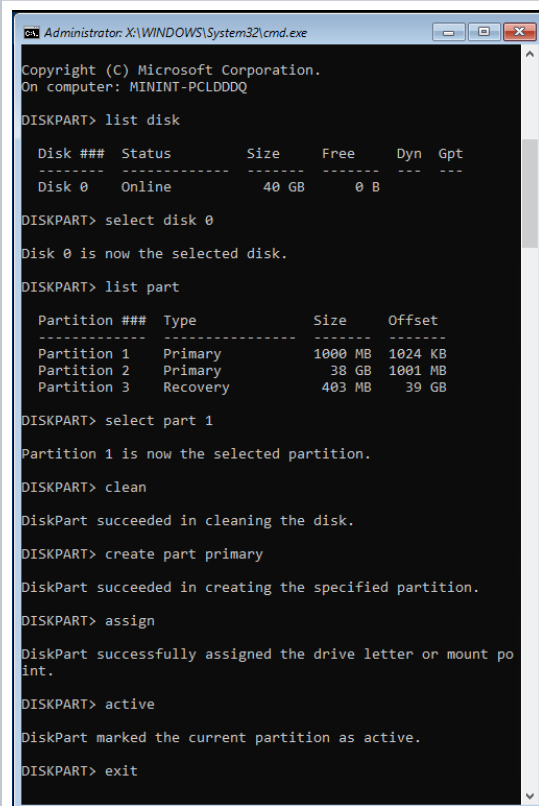 Administrator: X:\WINDOWS\System32\cmd.exe
Copyright (C) Microsoft Corporation.
On computer: MININT-PCLDDDQ
DISKPART> list disk
  Disk ###  Status         Size     Free     Dyn  Gpt
  --------  -------------  -------  -------  ---  ---
  Disk 0    Online           40 GB      0 B
DISKPART> select disk 0
Disk 0 is now the selected disk.
DISKPART> list part
  Partition ###  Type              Size     Offset
  -------------  ----------------  -------  -------
  Partition 1    Primary           1000 MB  1024 KB
  Partition 2    Primary             38 GB  1001 MB
  Partition 3    Recovery           403 MB    39 GB
DISKPART> select part 1
Partition 1 is now the selected partition.
DISKPART> clean
DiskPart succeeded in cleaning the disk.
DISKPART> create part primary
DiskPart succeeded in creating the specified partition.
DISKPART> assign
DiskPart successfully assigned the drive letter or mount po
int.
DISKPART> active
DiskPart marked the current partition as active.
DISKPART> exit